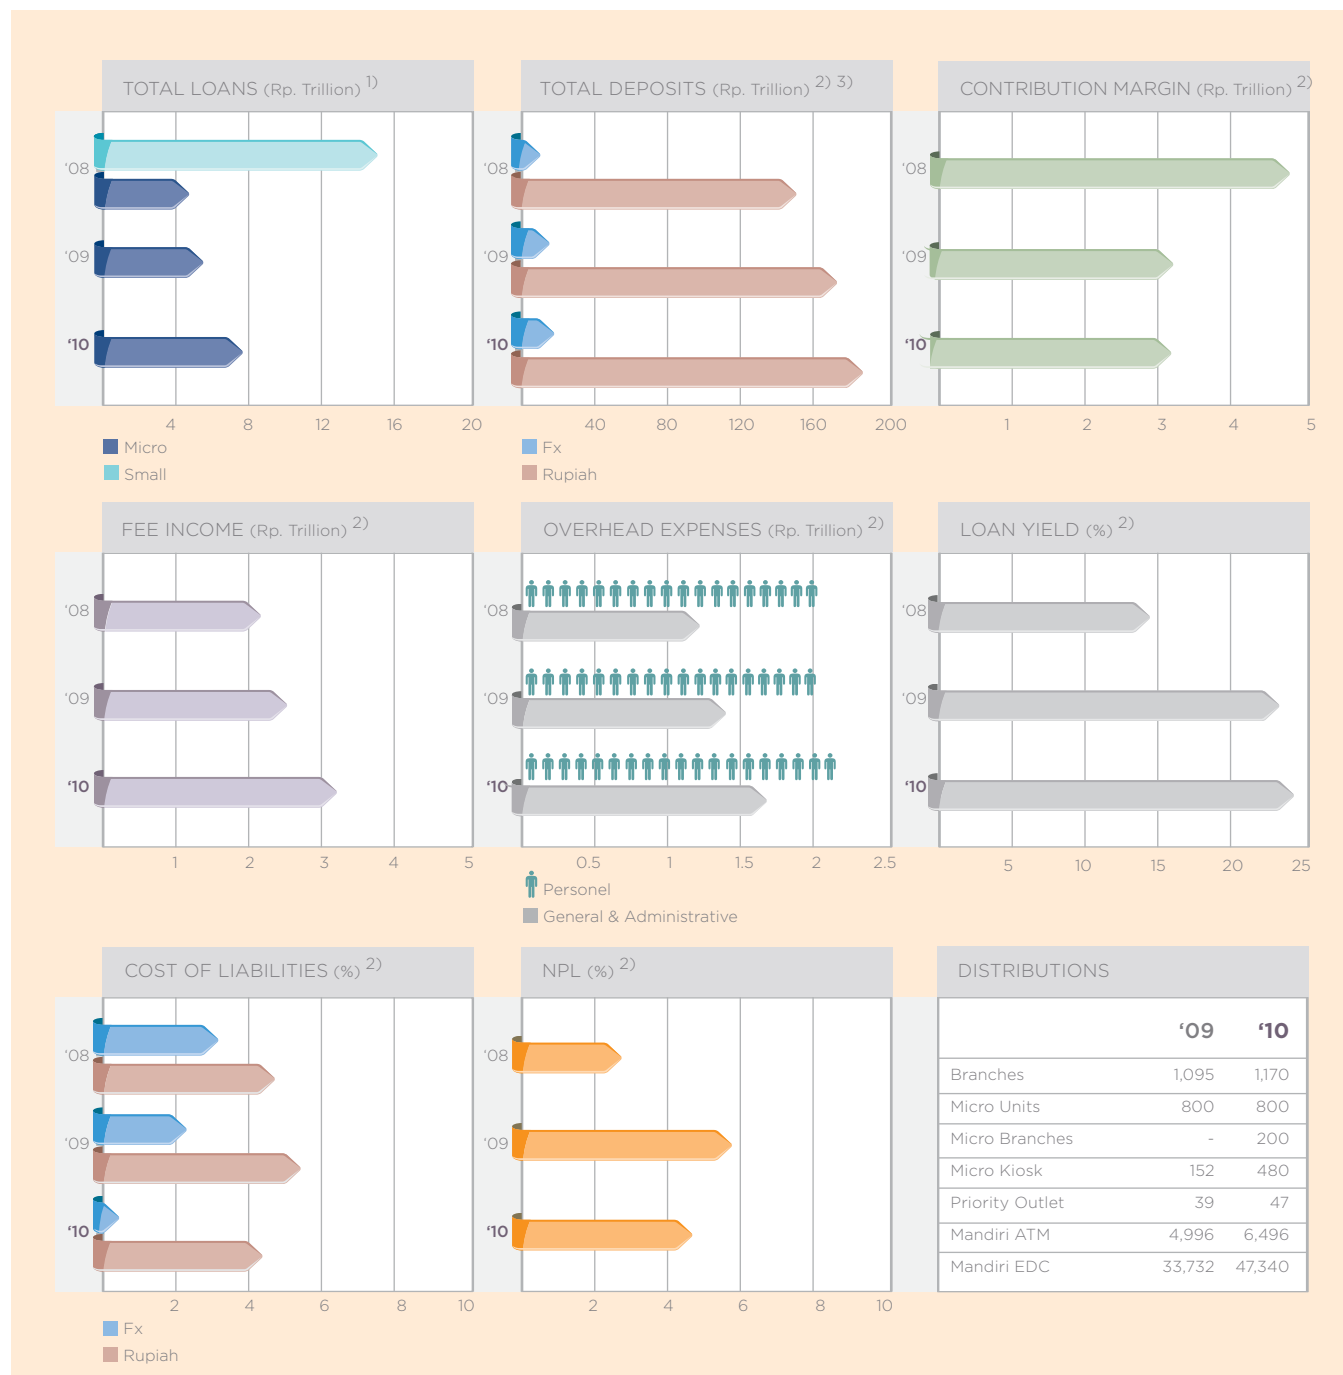 TOTAL LOANS (Rp. Trillion) 1)
‘08
‘09
‘10
4 8 12 16 20
Micro
Small
TOTAL DEPOSITS (Rp. Trillion) 2) 3)
‘08
‘09
‘10
40 80 120 160 200
Fx
Rupiah
CONTRIBUTION MARGIN (Rp. Trillion) 2)
‘08
‘09
‘10
1 2 3 4 5
FEE INCOME (Rp. Trillion) 2)
‘08
‘09
‘10
1 2 3 4 5
OVERHEAD EXPENSES (Rp. Trillion) 2)
‘08
‘09
‘10
0.5 1 1.5 2 2.5
Personel
General & Administrative
LOAN YIELD (%) 2)
‘08
‘09
‘10
5 10 15 20 25
COST OF LIABILITIES (%) 2)
‘08
‘09
‘10
2 4 6 8 10
Fx
Rupiah
NPL (%) 2)
‘08
‘09
‘10
2 4 6 8 10
DISTRIBUTIONS
‘09 ‘10
Branches 1,095 1,170
Micro Units 800 800
Micro Branches - 200
Micro Kiosk 152 480
Priority Outlet 39 47
Mandiri ATM 4,996 6,496
Mandiri EDC 33,732 47,340